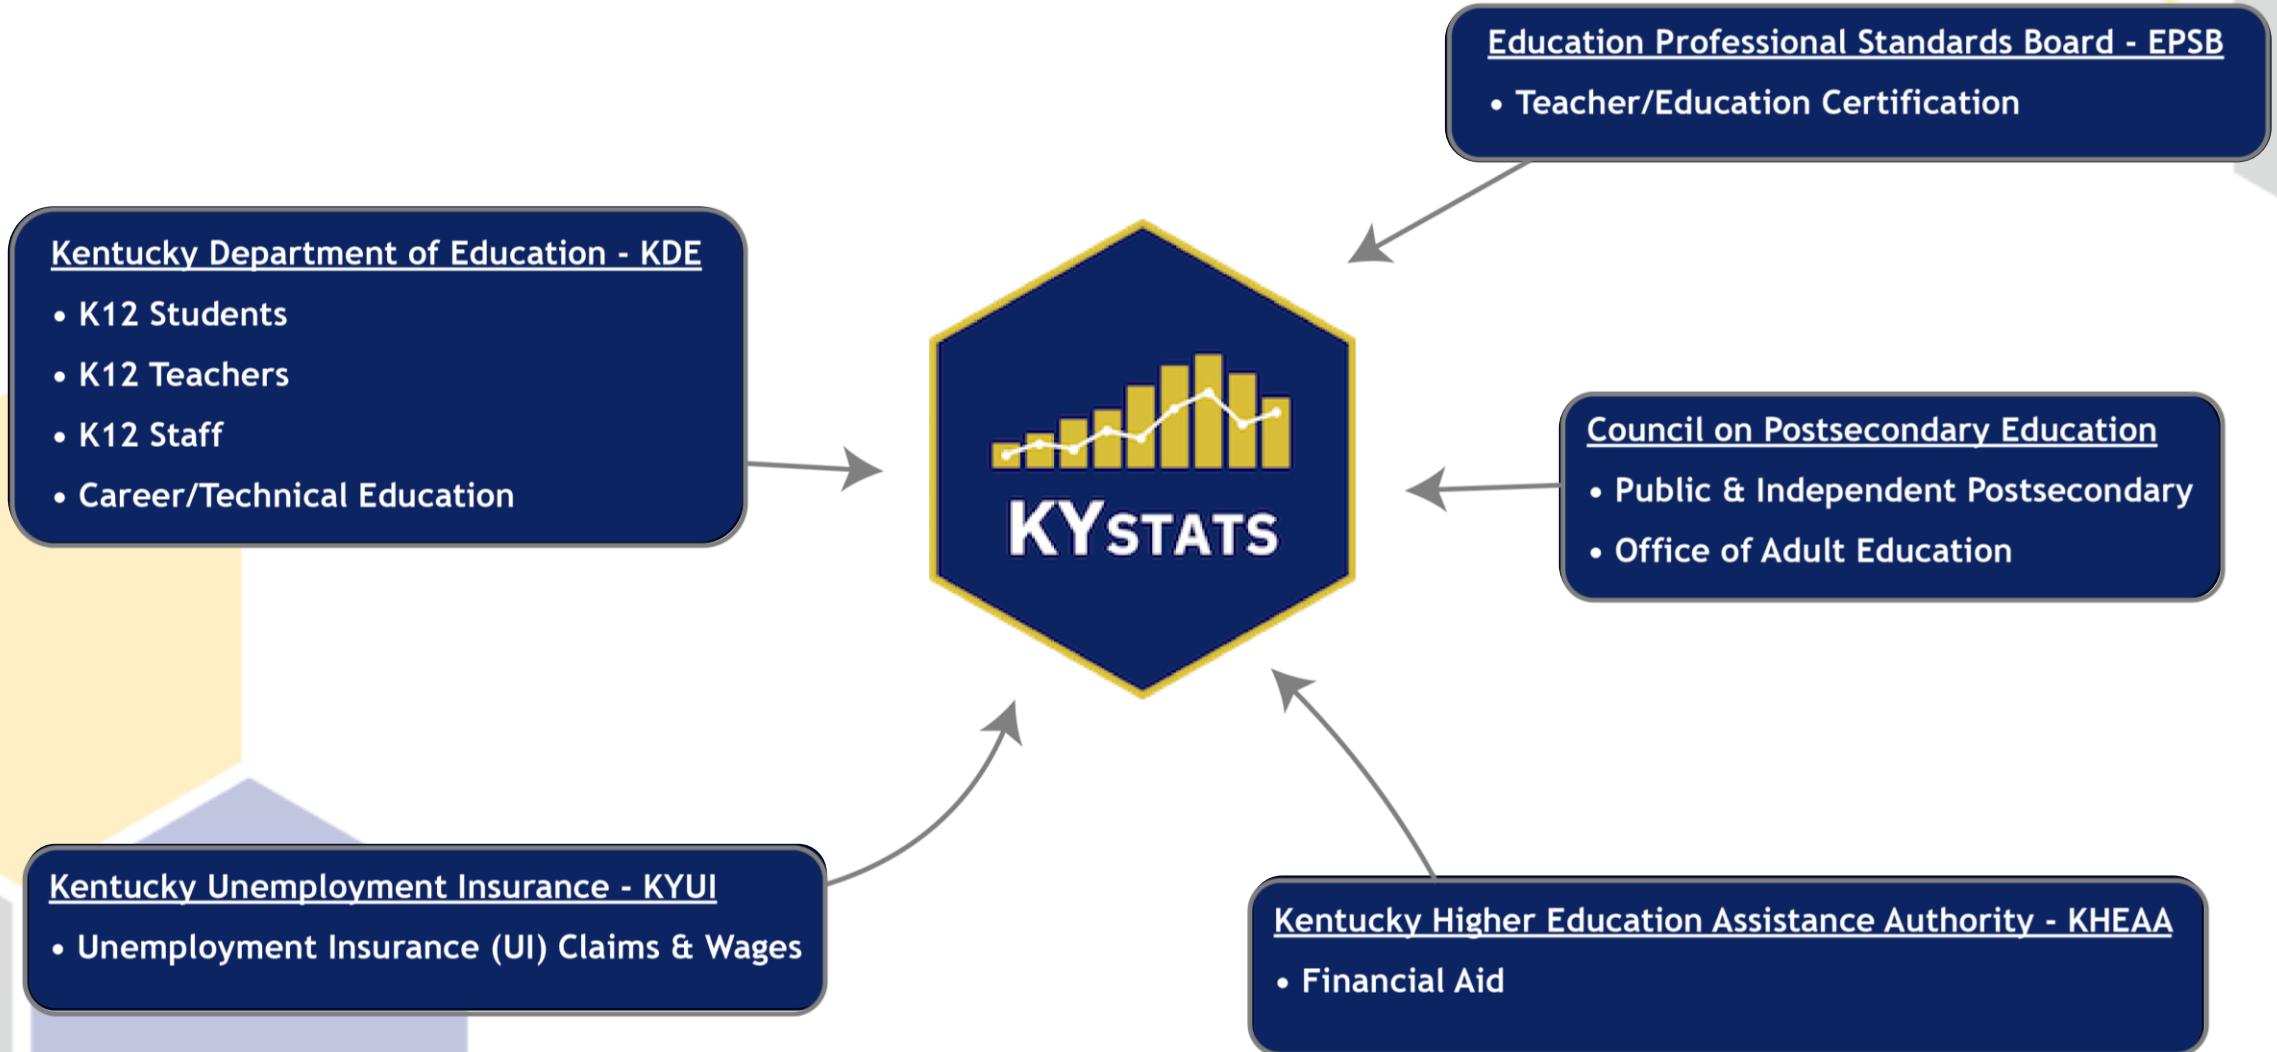 Education Professional Standards Board - EPSB
• Teacher/Education Certification
Kentucky Department of Education - KDE
• K12 Students
• K12 Teachers
• K12 Staff
• Career/Technical Education
KYSTATS
Council on Postsecondary Education
• Public & Independent Postsecondary
• Office of Adult Education
Kentucky Unemployment Insurance - KYUI
• Unemployment Insurance (UI) Claims & Wages
Kentucky Higher Education Assistance Authority - KHEAA
• Financial Aid